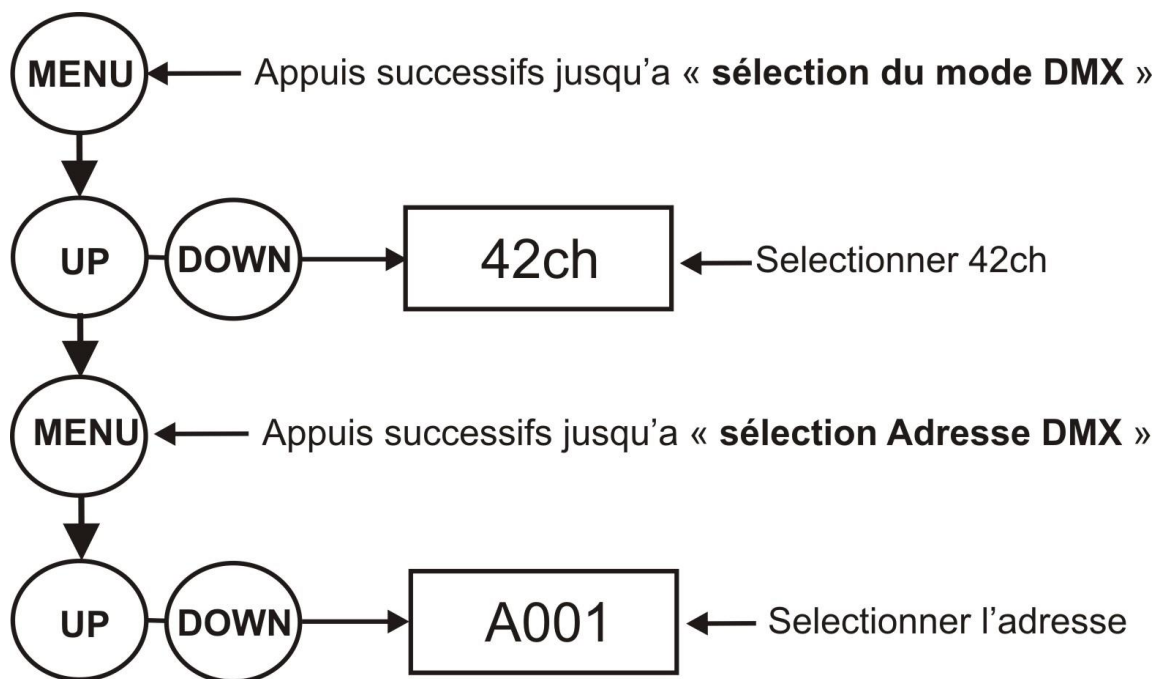 MENU Appuis successifs jusqu'a « sélection du mode DMX »
UP DOWN 42ch Selectionner 42ch
MENU Appuis successifs jusqu'a « sélection Adresse DMX »
UP DOWN A001 Selectionner l'adresse